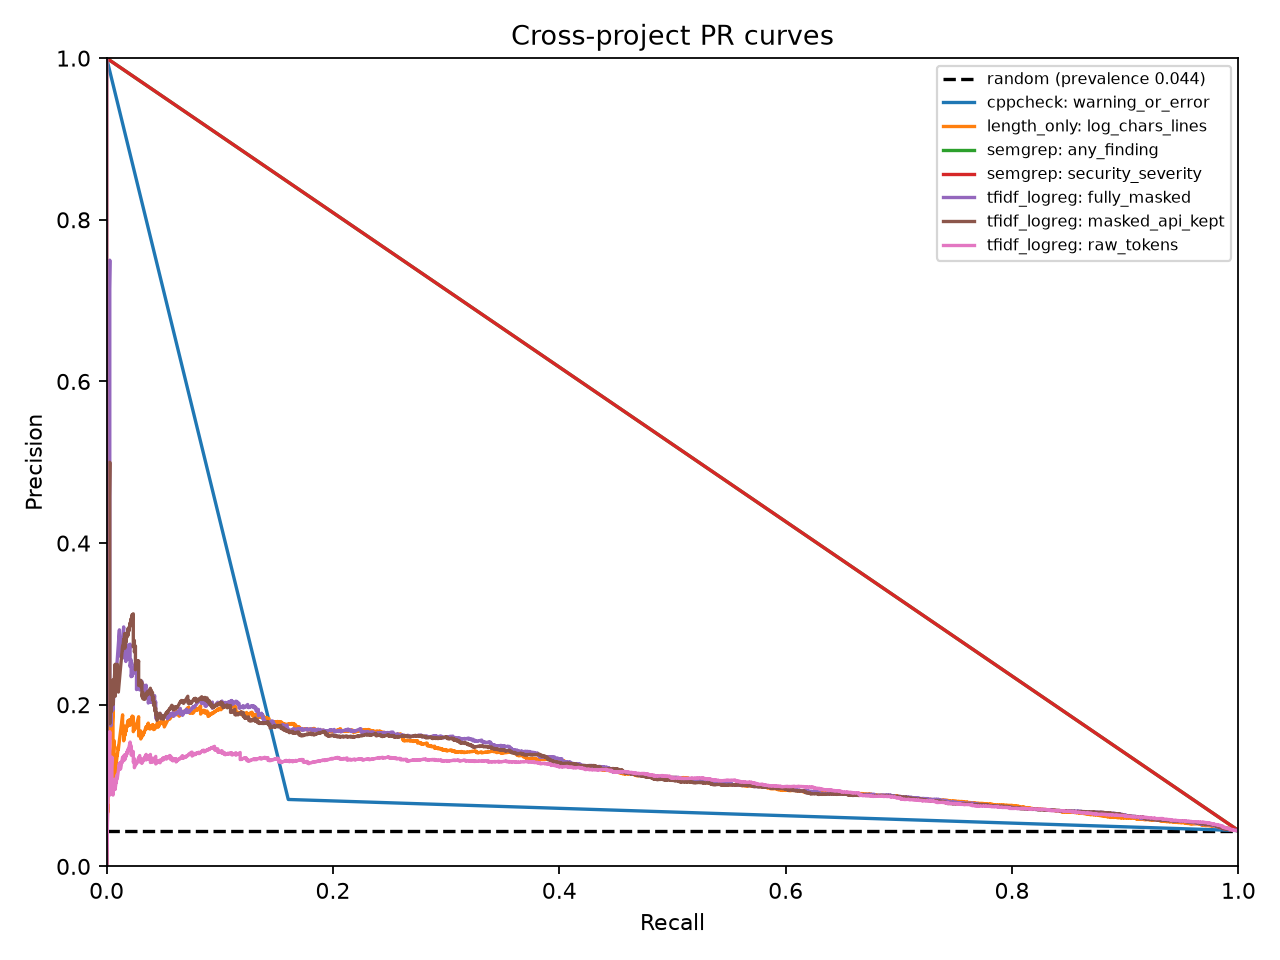 Cross-project PR curves
random (prevalence 0.044)
cppcheck: warning_or_error
length_only: log_chars_lines
semgrep: any_finding
semgrep: security_severity
tfidf_logreg: fully_masked
tfidf_logreg: masked_api_kept
tfidf_logreg: raw_tokens
Precision
1.0
0.8
0.6
0.4
0.2
0.0
0.0 0.2 0.4 0.6 0.8 1.0
Recall